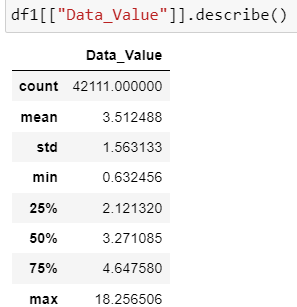 df1[["Data_Value"]].describe()
Data_Value
count 42111.000000
mean 3.512488
std 1.563133
min 0.632456
25% 2.121320
50% 3.271085
75% 4.647580
max 18.256506